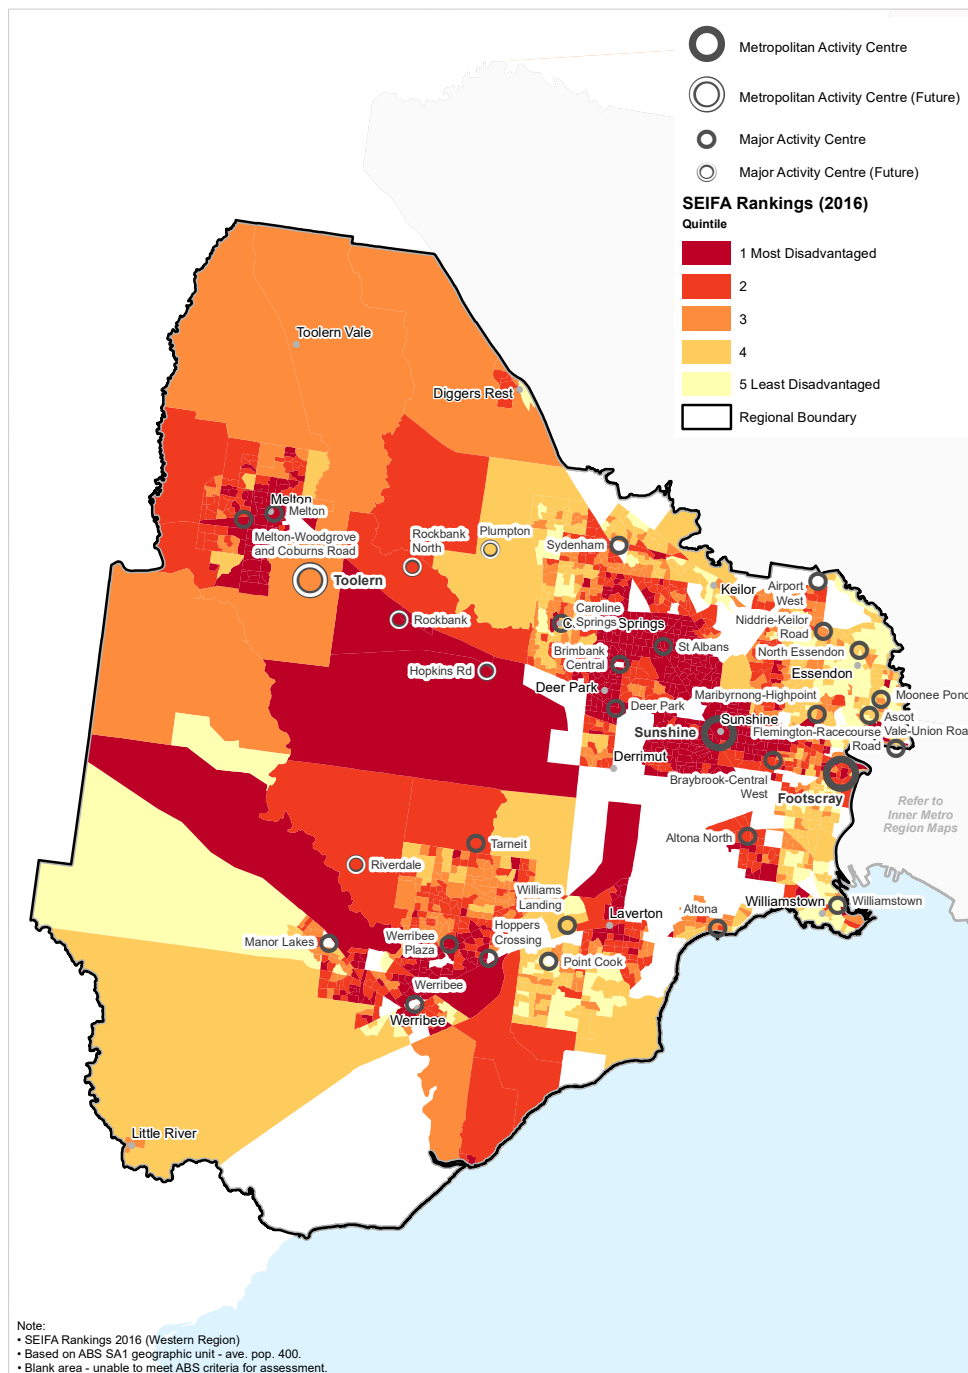 Metropolitan Activity Centre
Metropolitan Activity Centre (Future)
Major Activity Centre
Major Activity Centre (Future)
SEIFA Rankings (2016)
Quintile
1 Most Disadvantaged
2
3
4
5 Least Disadvantaged
Regional Boundary
Toolern Vale
Diggers Rest
Melton
Melton
Melton-Woodgrove
and Coburns Road
Rockbank
North
Plumpton
Sydenham
Toolern
Keilor
Airport
West
Caroline
Springs
Caroline Springs
Rockbank
Niddrie-Keilor
Road
St Albans
North Essendon
Brimbank
Central
Hopkins Rd
Essendon
Deer Park
Maribyrnong-Highpoint
Moonee Pond
Deer Park
Sunshine
Sunshine
Ascot
Vale-Union Roa
Flemington-Racecourse
Road
Derrimut
Braybrook-Central
West
Footscray
Refer to
Inner Metro
Region Maps
Altona North
Tarneit
Riverdale
Williams
Landing
Laverton
Altona
Williamstown
Williamstown
Manor Lakes
Werribee
Plaza
Hoppers
Crossing
Point Cook
Werribee
Werribee
Little River
Note:
• SEIFA Rankings 2016 (Western Region)
• Based on ABS SA1 geographic unit - ave. pop. 400.
• Blank area - unable to meet ABS criteria for assessment.